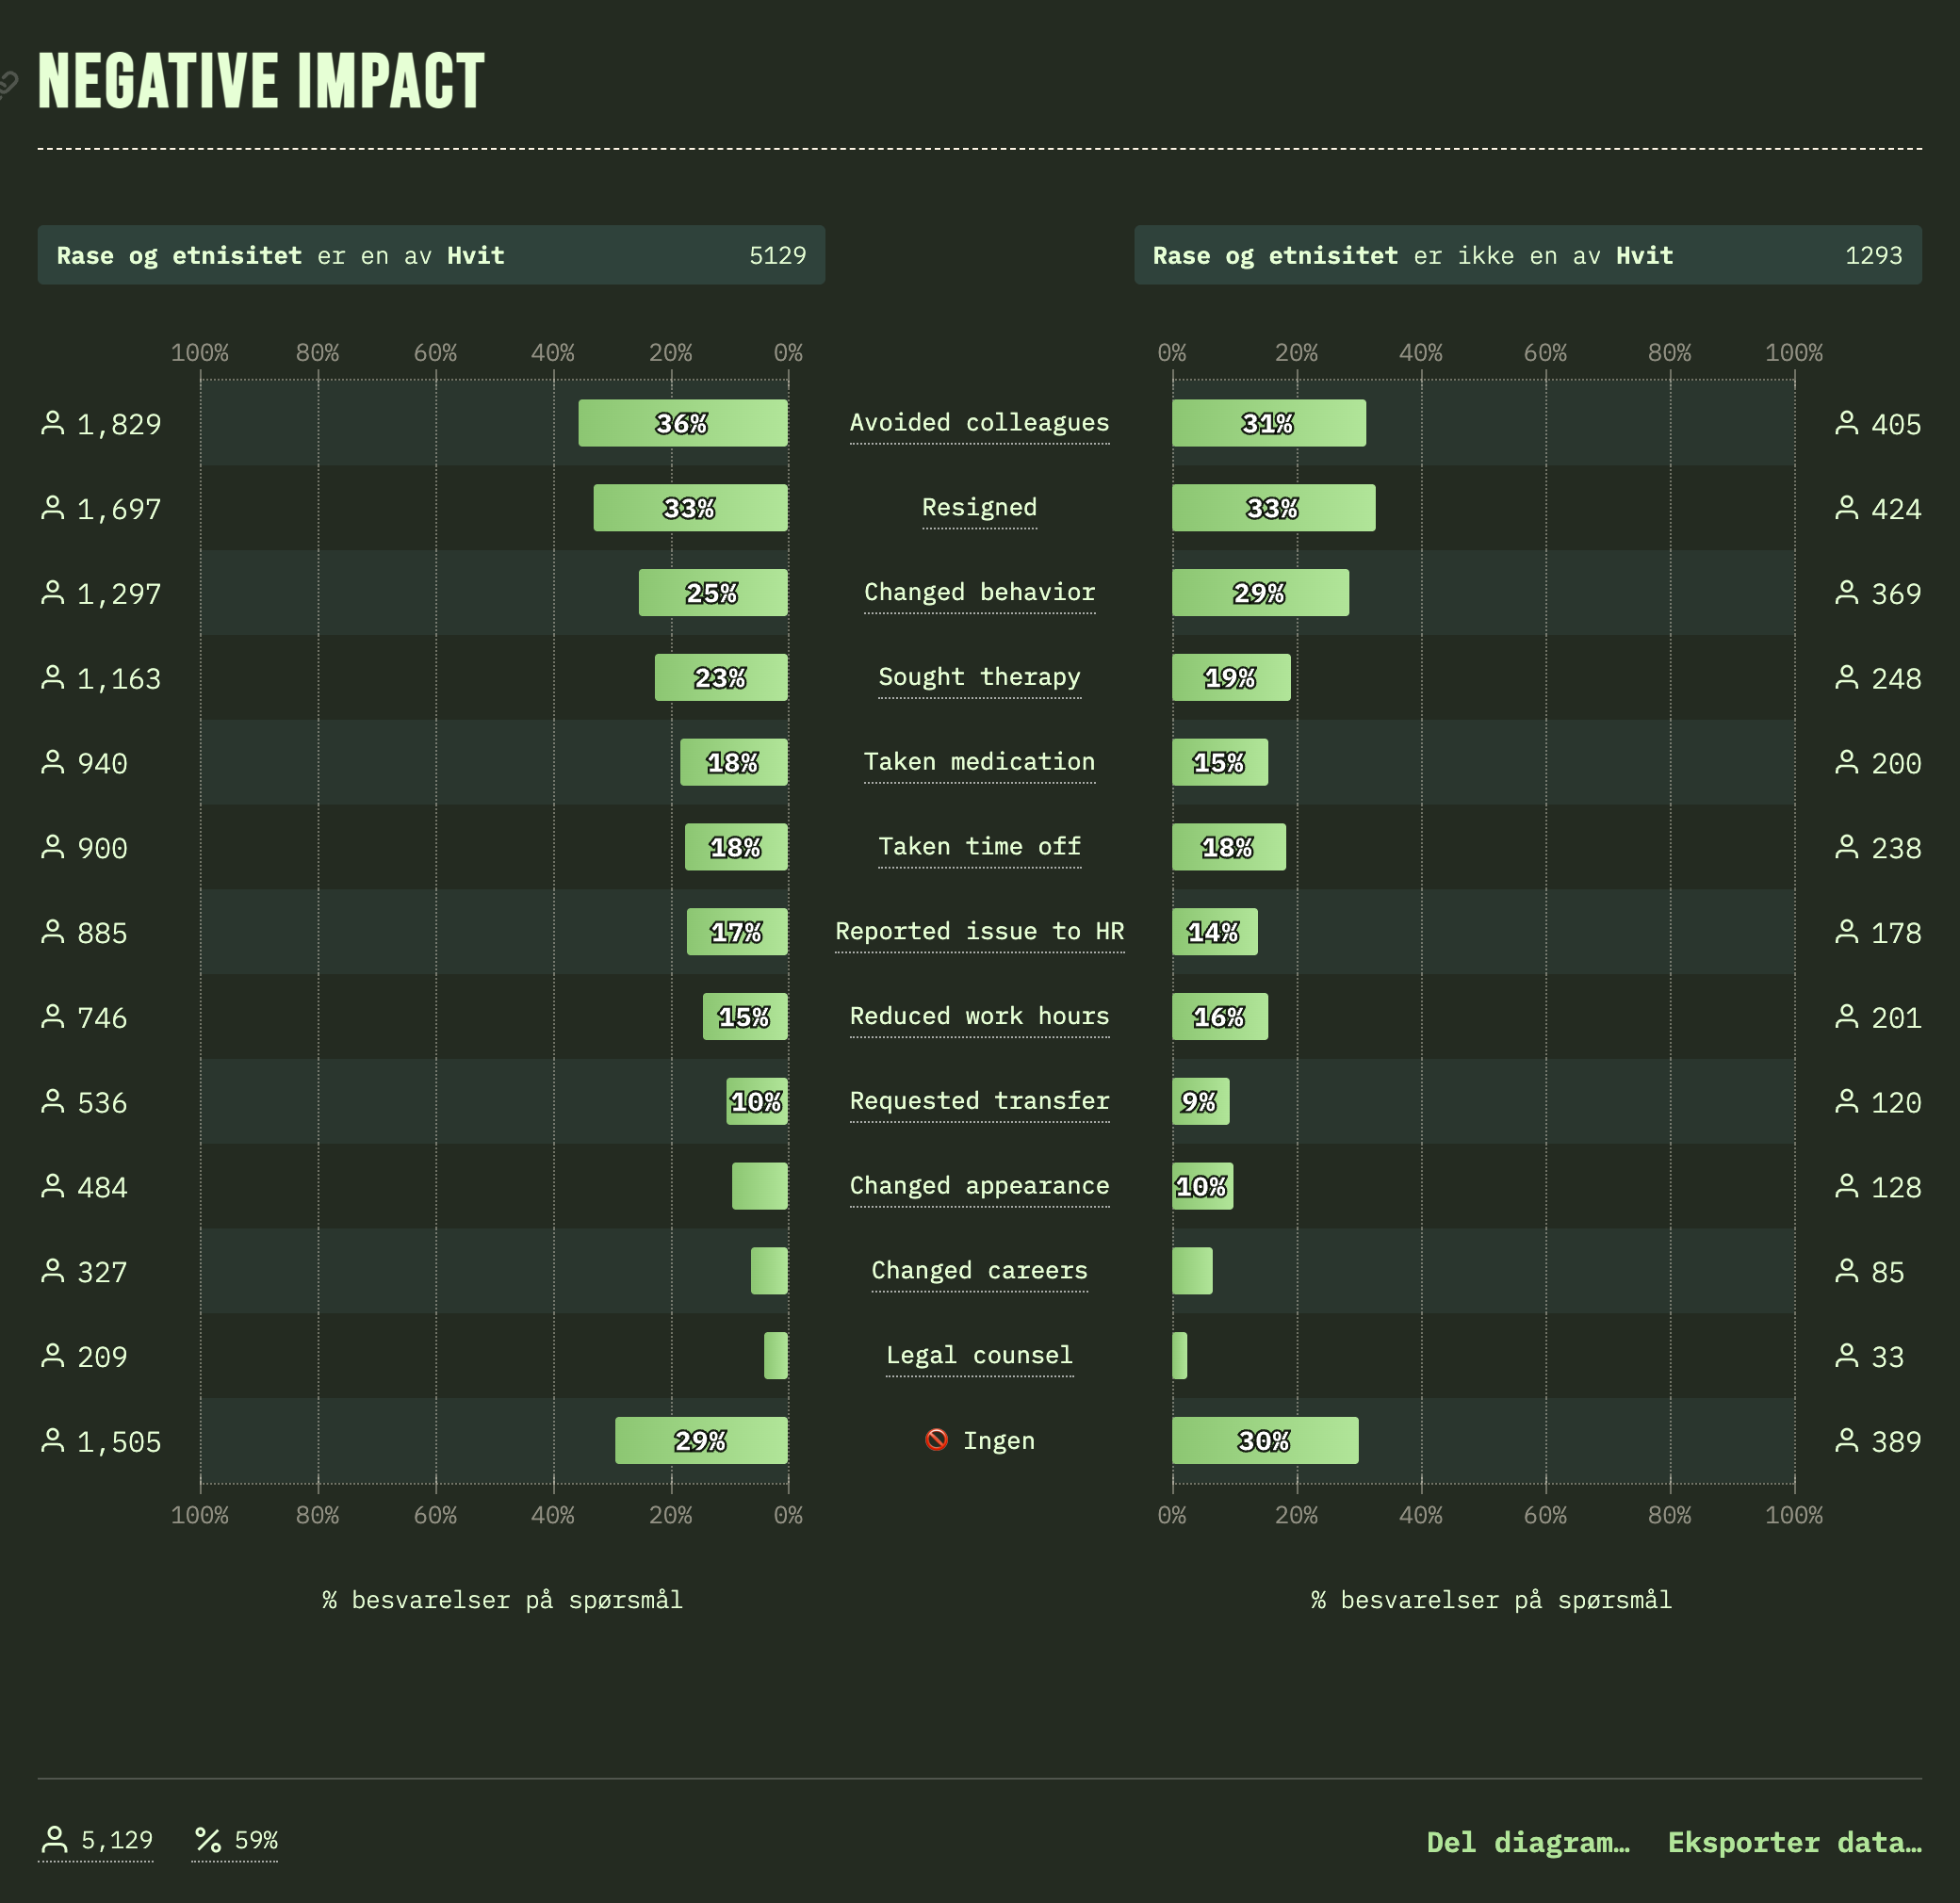 NEGATIVE IMPACT
Rase og etnisitet er en av Hvit 5129
Rase og etnisitet er ikke en av Hvit 1293
100% 80% 60% 40% 20% 0% 0% 20% 40% 60% 80% 100%
1,829 36% Avoided colleagues 31% 405
1,697 33% Resigned 33% 424
1,297 25% Changed behavior 29% 369
1,163 23% Sought therapy 19% 248
940 18% Taken medication 15% 200
900 18% Taken time off 18% 238
885 17% Reported issue to HR 14% 178
746 15% Reduced work hours 16% 201
536 10% Requested transfer 9% 120
484 Changed appearance 10% 128
327 Changed careers 85
209 Legal counsel 33
1,505 29% Ingen 30% 389
100% 80% 60% 40% 20% 0% 0% 20% 40% 60% 80% 100%
% besvarelser på spørsmål % besvarelser på spørsmål
5,129 % 59% Del diagram… Eksporter data…